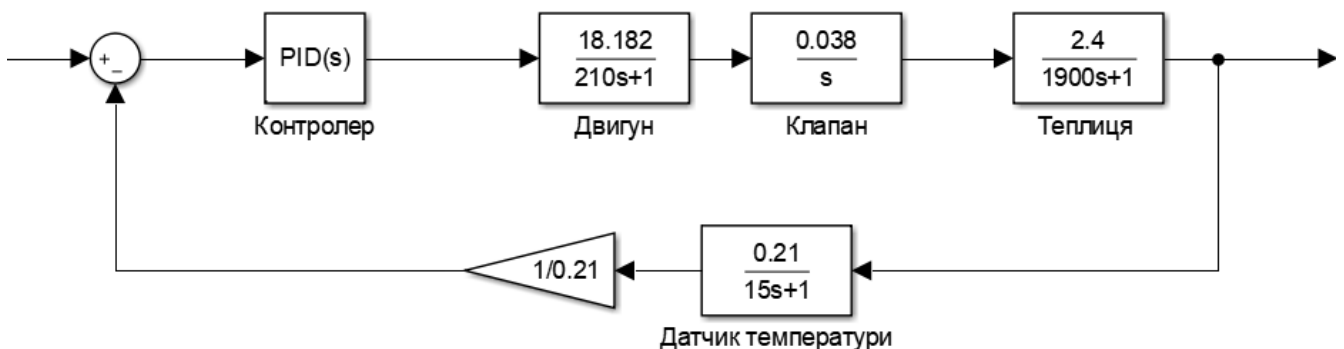 +
−
PID(s)
Контролер
18.182
210s+1
Двигун
0.038
s
Клапан
2.4
1900s+1
Теплиця
1/0.21
0.21
15s+1
Датчик температури